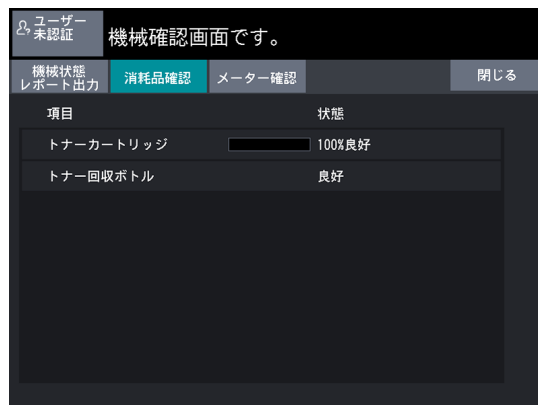 ユーザー
未認証
機械確認画面です。
機械状態
レポート出力
消耗品確認
メーター確認
閉じる
項目 状態
トナーカートリッジ 100%良好
トナー回収ボトル 良好